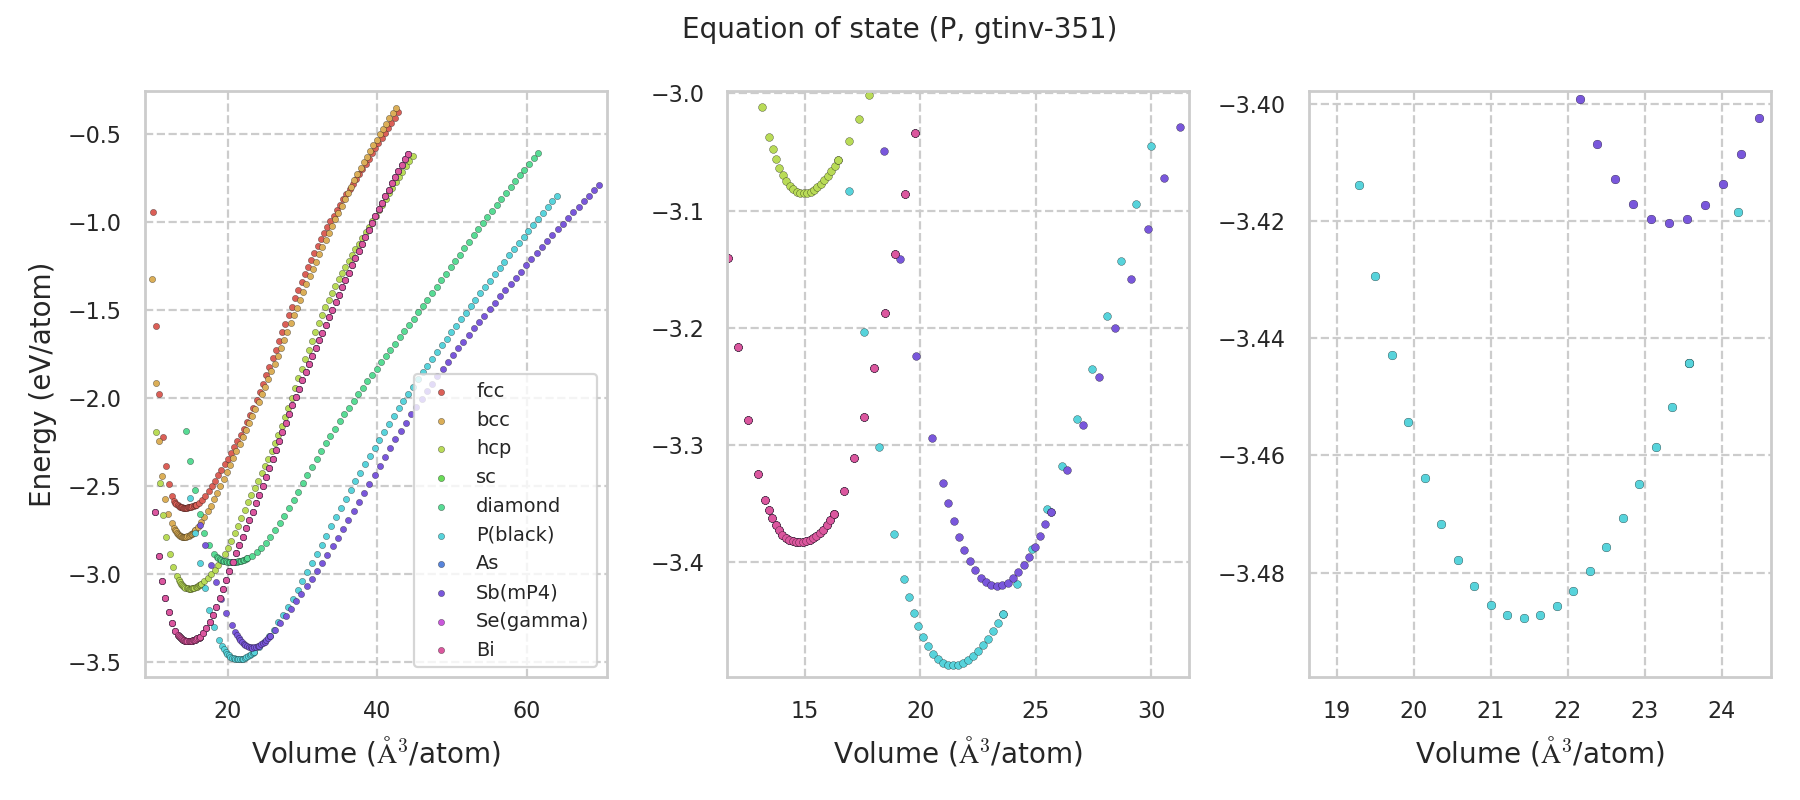 Equation of state (P, gtinv-351)
Energy (eV/atom)
−0.5
−1.0
−1.5
−2.0
−2.5
−3.0
−3.5
20
40
60
Volume (Å³/atom)
fcc
bcc
hcp
sc
diamond
P(black)
As
Sb(mP4)
Se(gamma)
Bi
−3.0
−3.1
−3.2
−3.3
−3.4
15
20
25
30
Volume (Å³/atom)
−3.40
−3.42
−3.44
−3.46
−3.48
19
20
21
22
23
24
Volume (Å³/atom)